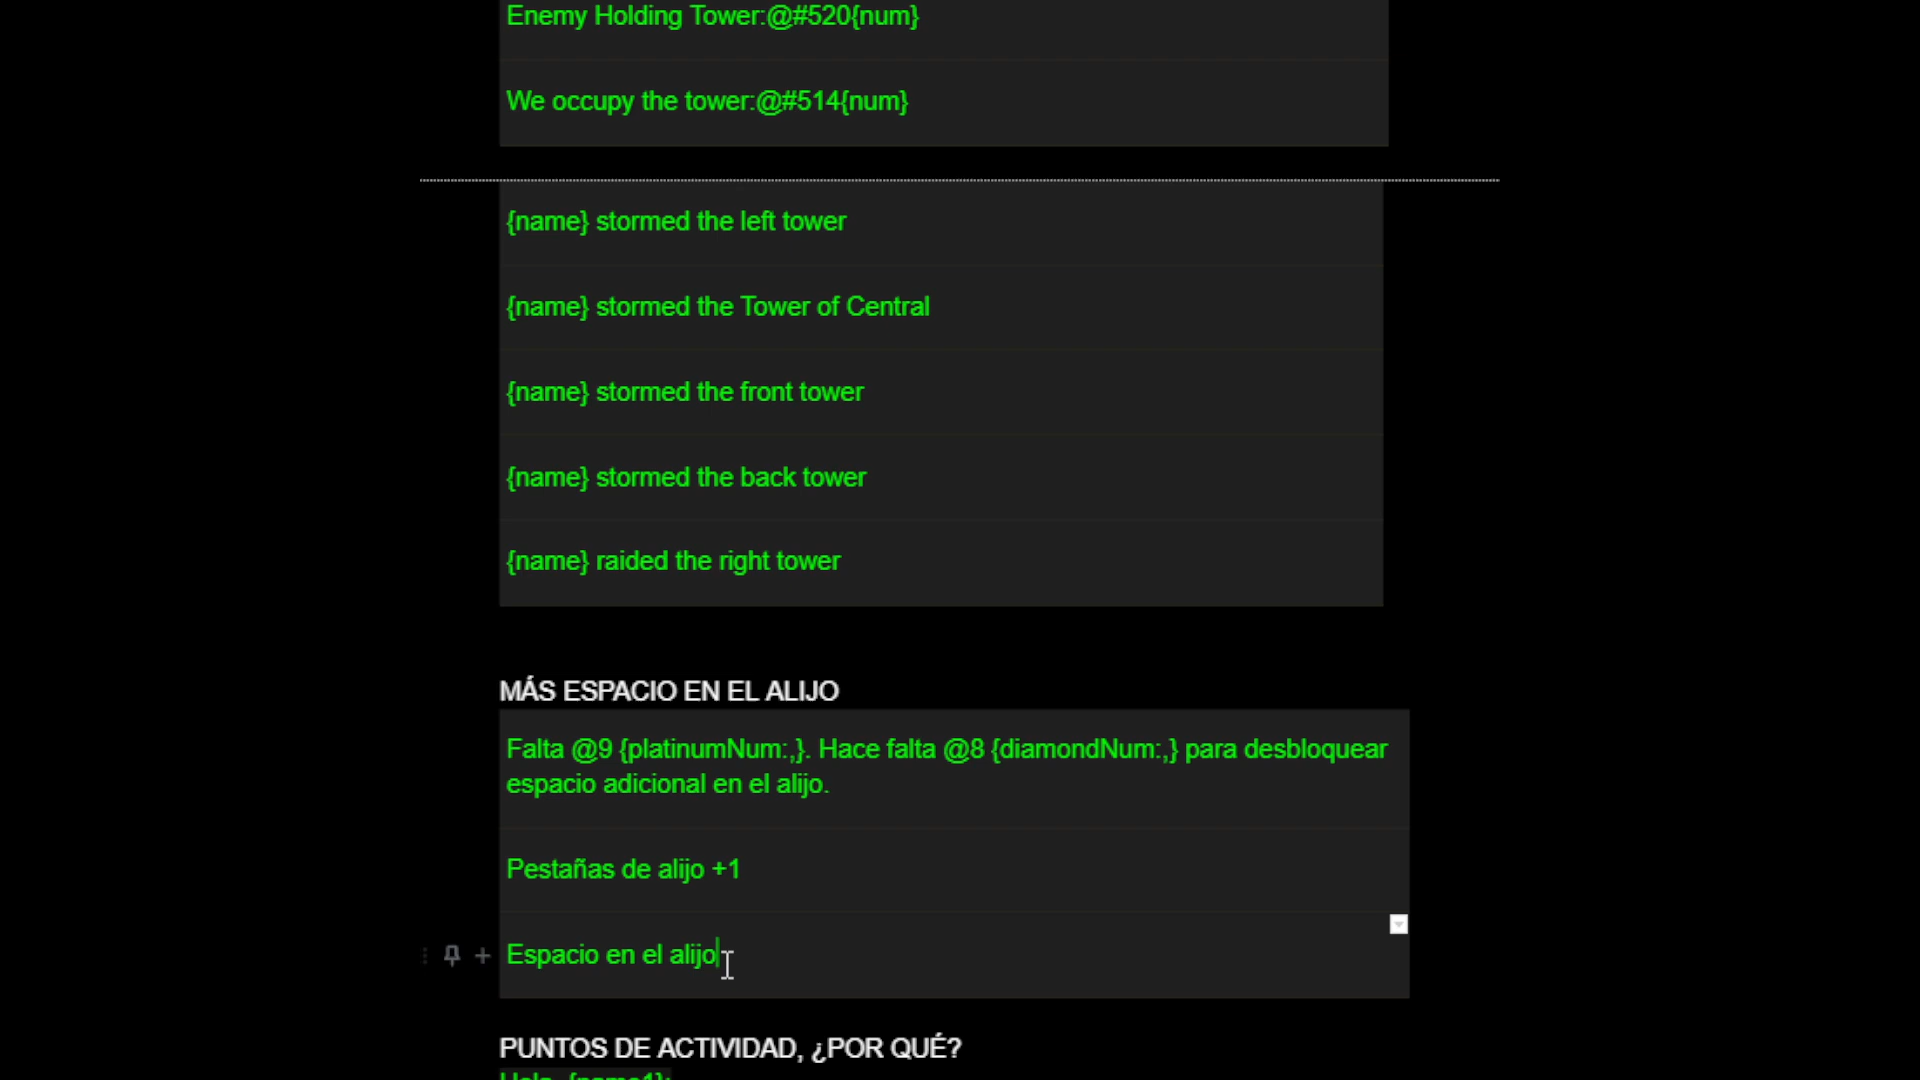 Enemy Holding Tower:@#520{num}
We occupy the tower:@#514{num}
{name} stormed the left tower
{name} stormed the Tower of Central
{name} stormed the front tower
{name} stormed the back tower
{name} raided the right tower
MÁS ESPACIO EN EL ALIJO
Falta @9 {platinumNum:,}. Hace falta @8 {diamondNum:,} para desbloquear
espacio adicional en el alijo.
Pestañas de alijo +1
Espacio en el alijo
PUNTOS DE ACTIVIDAD, ¿POR QUÉ?
Hola, {name1}: